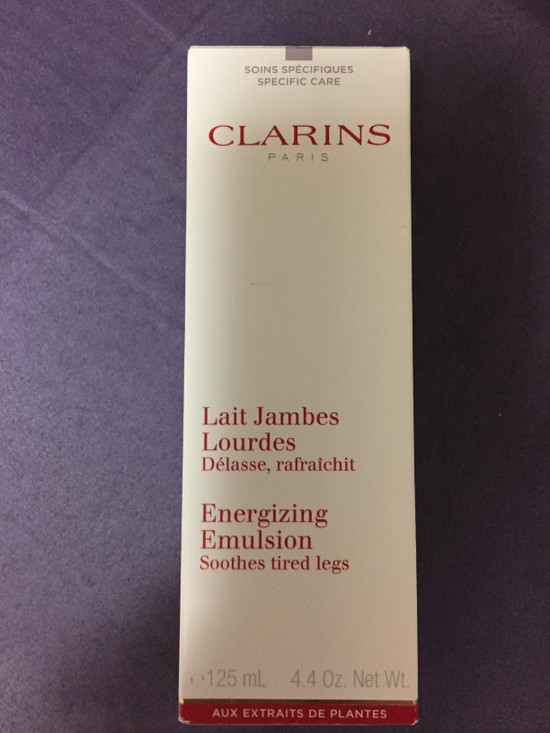 SOINS SPÉCIFIQUES
SPECIFIC CARE
CLARINS
PARIS
Lait Jambes
Lourdes
Délasse, rafraîchit
Energizing
Emulsion
Soothes tired legs
℮125 mL 4.4 Oz. Net Wt.
AUX EXTRAITS DE PLANTES